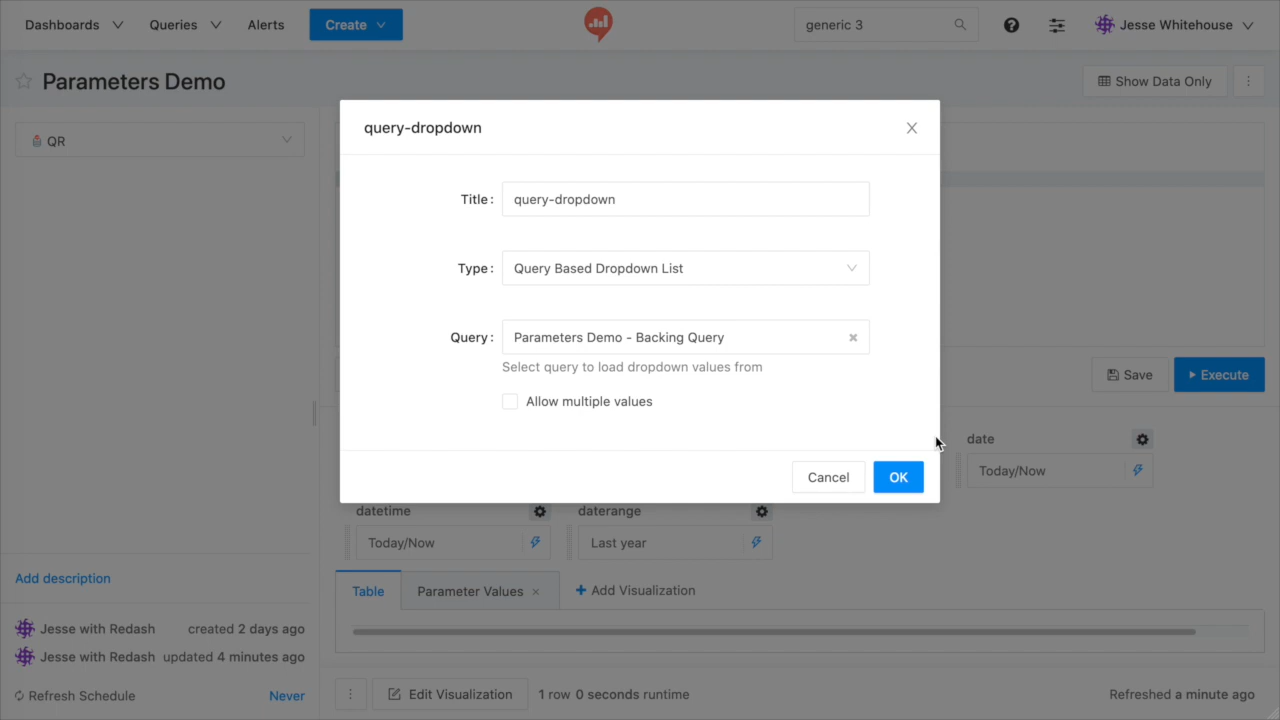 Dashboards
Queries
Alerts
Create
generic 3
Jesse Whitehouse
Parameters Demo
Show Data Only
QR
query-dropdown
Title:
query-dropdown
Type:
Query Based Dropdown List
Query:
Parameters Demo - Backing Query
Select query to load dropdown values from
Allow multiple values
Cancel
OK
Save
Execute
date
Today/Now
datetime
Today/Now
daterange
Last year
Add description
Jesse with Redash created 2 days ago
Jesse with Redash updated 4 minutes ago
Refresh Schedule
Never
Table
Parameter Values
Add Visualization
Edit Visualization
1 row 0 seconds runtime
Refreshed a minute ago